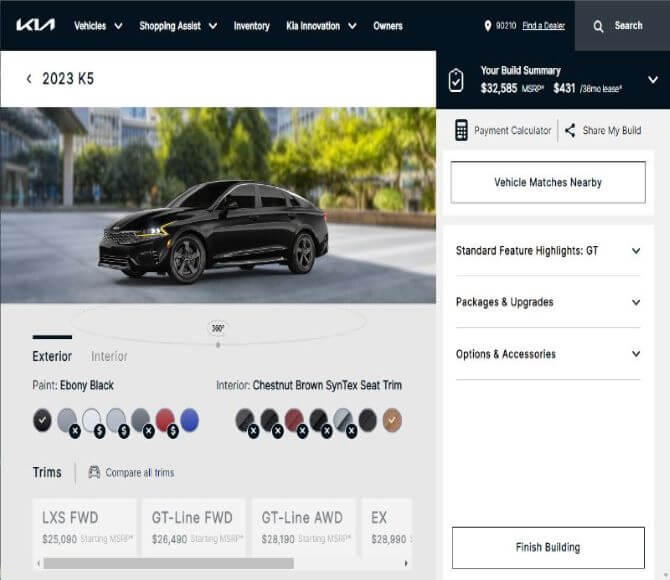 KIA Vehicles Shopping Assist Inventory Kia Innovation Owners 90210 Find a Dealer Search
2023 K5
Your Build Summary
$32,585 MSRP* $431 /36mo lease*
Payment Calculator Share My Build
Vehicle Matches Nearby
Standard Feature Highlights: GT
Packages & Upgrades
Options & Accessories
360°
Exterior Interior
Paint: Ebony Black Interior: Chestnut Brown SynTex Seat Trim
Trims Compare all trims
LXS FWD GT-Line FWD GT-Line AWD EX
$25,090 Starting MSRP* $26,490 Starting MSRP* $28,190 Starting MSRP* $28,990
Finish Building